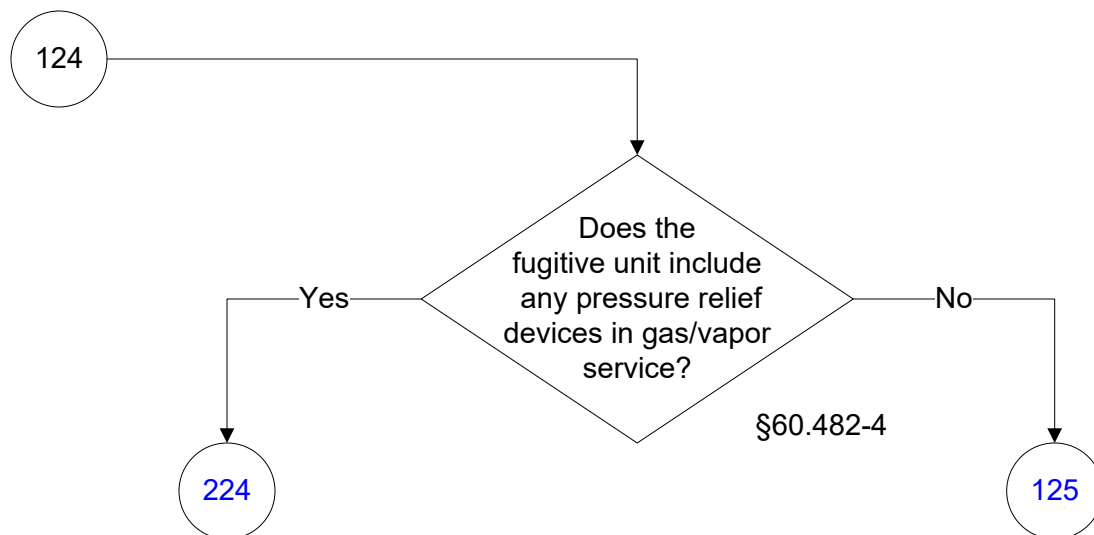 124
Does the
fugitive unit include
any pressure relief
devices in gas/vapor
service?
Yes
No
§60.482-4
224
125